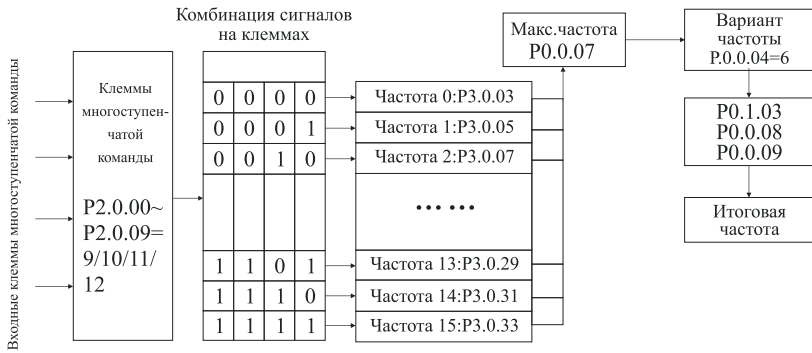 Входные клеммы многоступенчатой команды
Клеммы
многоступен-
чатой
команды
P2.0.00~
P2.0.09=
9/10/11/
12
Комбинация сигналов
на клеммах
0 0 0 0
0 0 0 1
0 0 1 0
1 1 0 1
1 1 1 0
1 1 1 1
Частота 0:P3.0.03
Частота 1:P3.0.05
Частота 2:P3.0.07
•••  •••
Частота 13:P3.0.29
Частота 14:P3.0.31
Частота 15:P3.0.33
Макс.частота
P0.0.07
Вариант
частоты
P.0.0.04=6
P0.1.03
P0.0.08
P0.0.09
Итоговая
частота